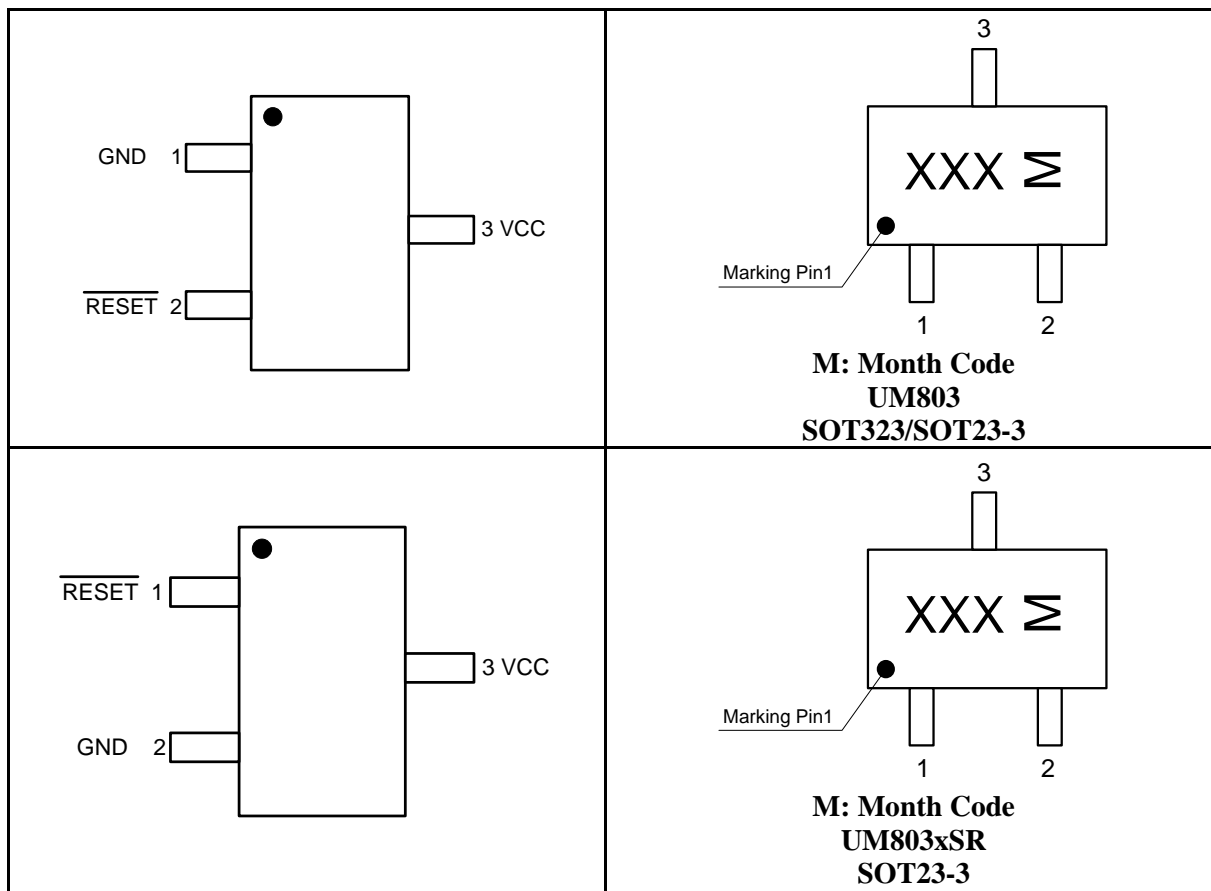 GND 1
3 VCC
RESET 2
3
XXX M
Marking Pin1
1 2
M: Month Code
UM803
SOT323/SOT23-3
RESET 1
3 VCC
GND 2
3
XXX M
Marking Pin1
1 2
M: Month Code
UM803xSR
SOT23-3